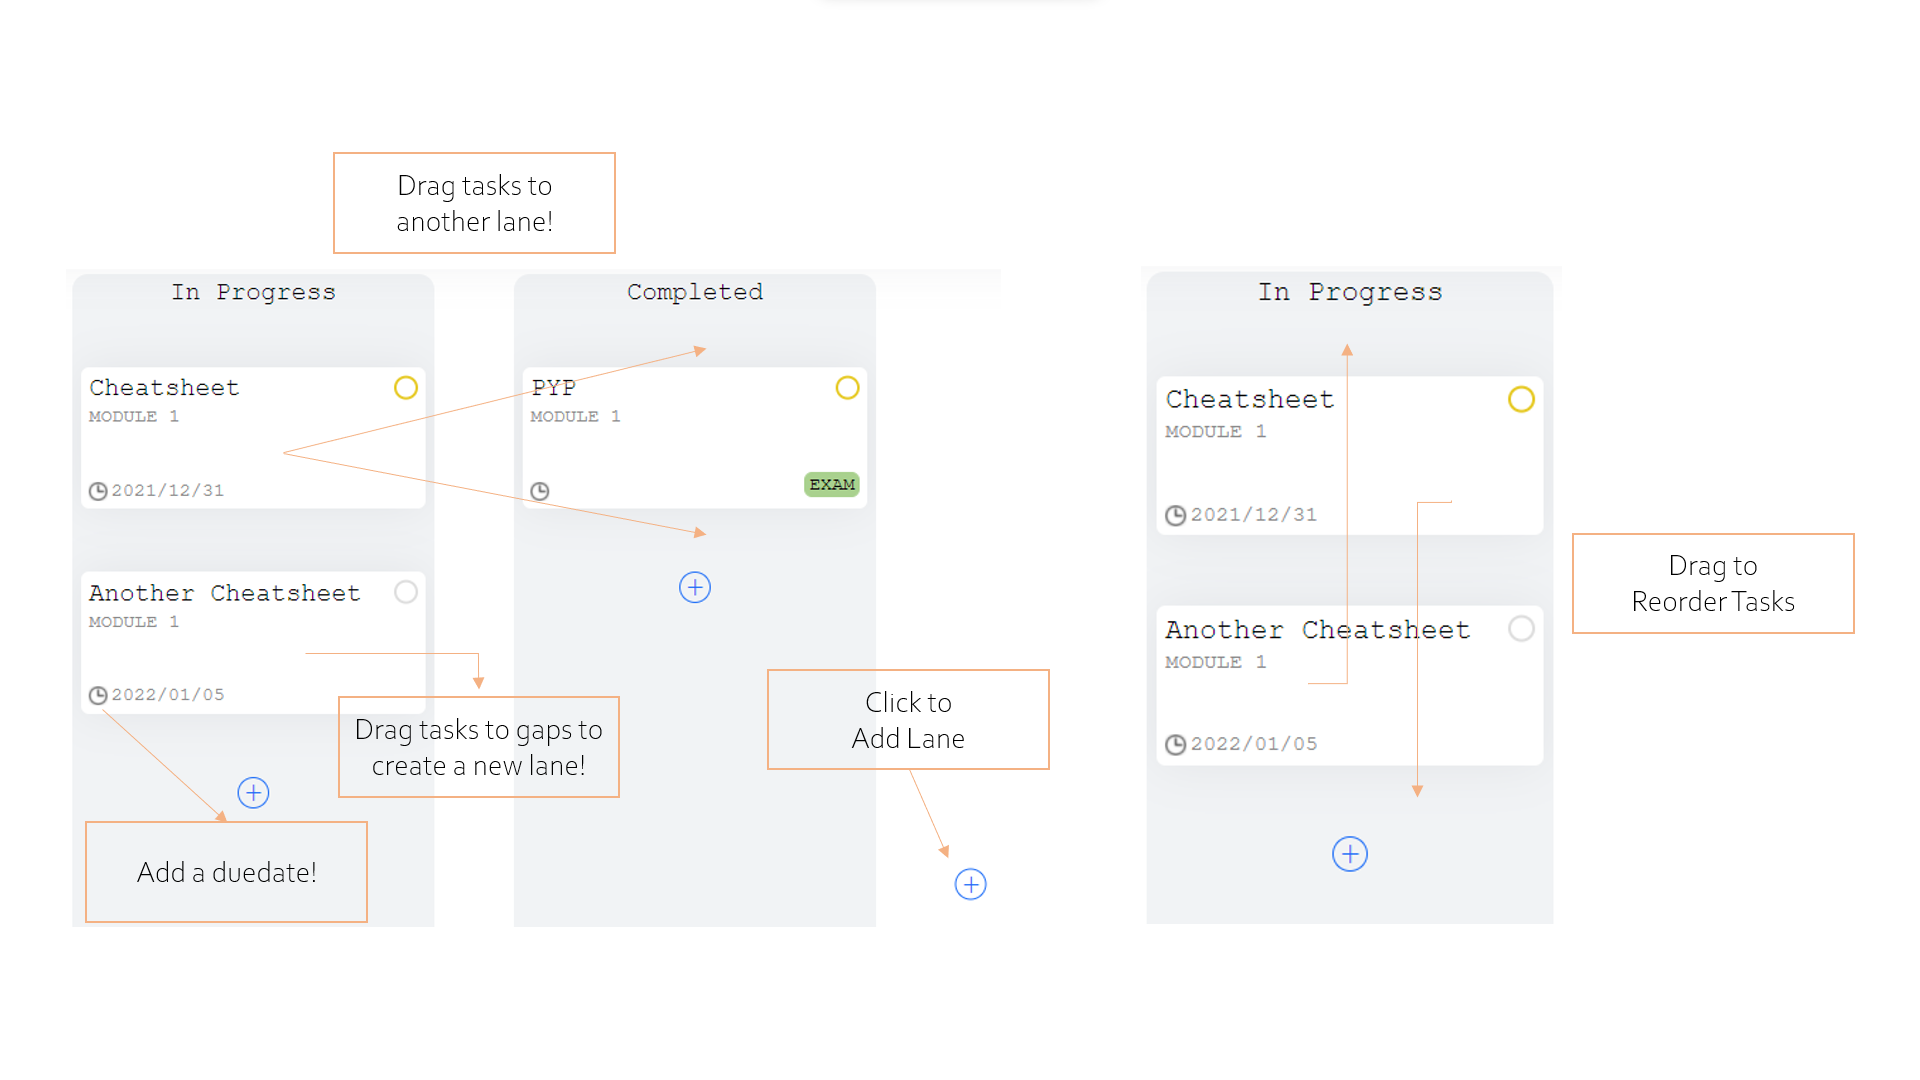 Drag tasks to
another lane!
In Progress
Cheatsheet
MODULE 1
2021/12/31
Another Cheatsheet
MODULE 1
2022/01/05
Drag tasks to gaps to
create a new lane!
Add a duedate!
Completed
PYP
MODULE 1
EXAM
Click to
Add Lane
In Progress
Cheatsheet
MODULE 1
2021/12/31
Another Cheatsheet
MODULE 1
2022/01/05
Drag to
Reorder Tasks